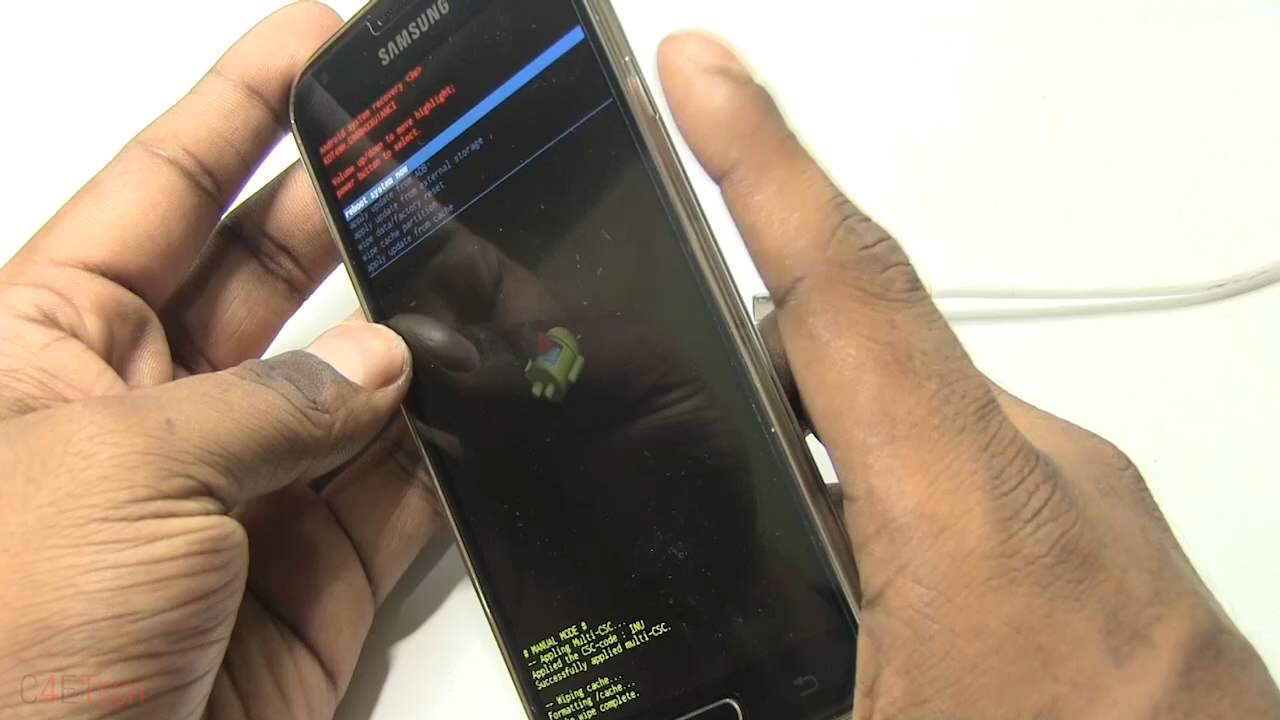 SAMSUNG
Android system recovery <3e>
KOT49H.G900HXXU1ANCI
Volume up/down to move highlight;
power button to select.
reboot system now
apply update from ADB
apply update from external storage
wipe data/factory reset
wipe cache partition
apply update from cache
# MANUAL MODE #
-- Appling Multi-CSC...
Applied the CSC-code : INU
Successfully applied multi-CSC.
-- Wiping cache...
Formatting /cache...
wipe complete.
C4ETech